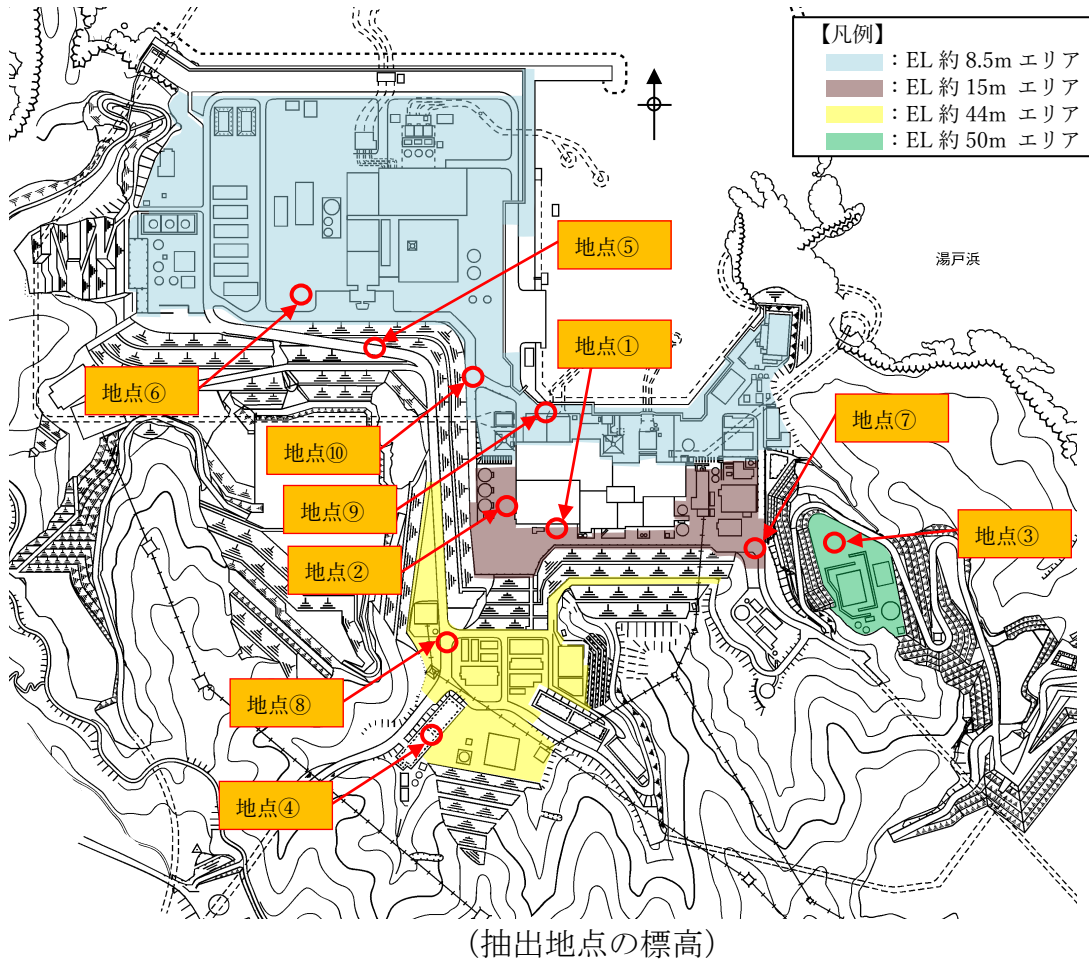 【凡例】
：EL 約 8.5m エリア
：EL 約 15m エリア
：EL 約 44m エリア
：EL 約 50m エリア
湯戸浜
地点⑤
地点①
地点⑥
地点⑦
地点⑩
地点⑨
地点③
地点②
地点⑧
地点④
(抽出地点の標高)